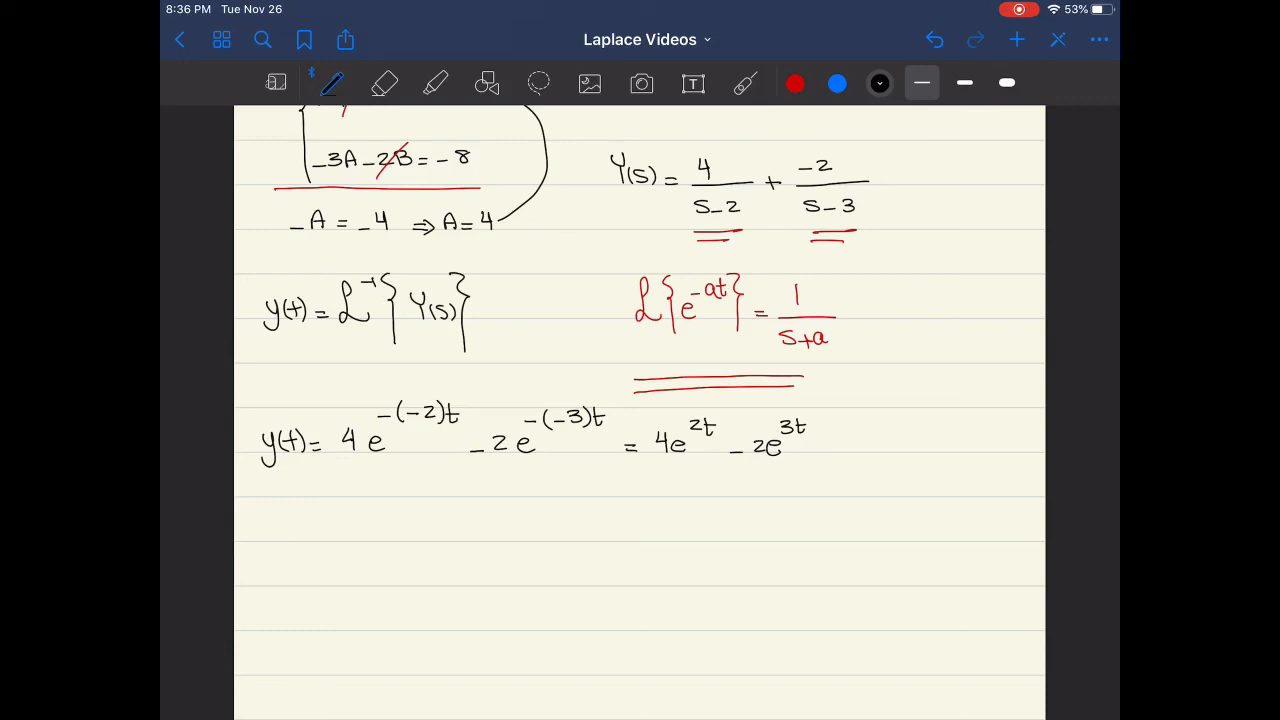 8:36 PM Tue Nov 26
53%
Laplace Videos
T
-3A - 2B = -8
-A = -4 ⇒ A = 4
Y(s) = 4/(s-2) + -2/(s-3)
y(t) = ℒ⁻¹{Y(s)}
ℒ{e^(-at)} = 1/(s+a)
y(t) = 4e^(-(-2)t) - 2e^(-(-3)t) = 4e^(2t) - 2e^(3t)